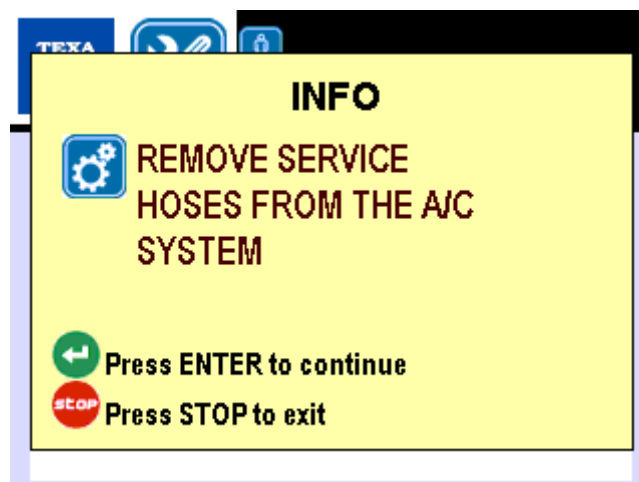 TEXA
INFO
REMOVE SERVICE
HOSES FROM THE A/C
SYSTEM
Press ENTER to continue
stop
Press STOP to exit